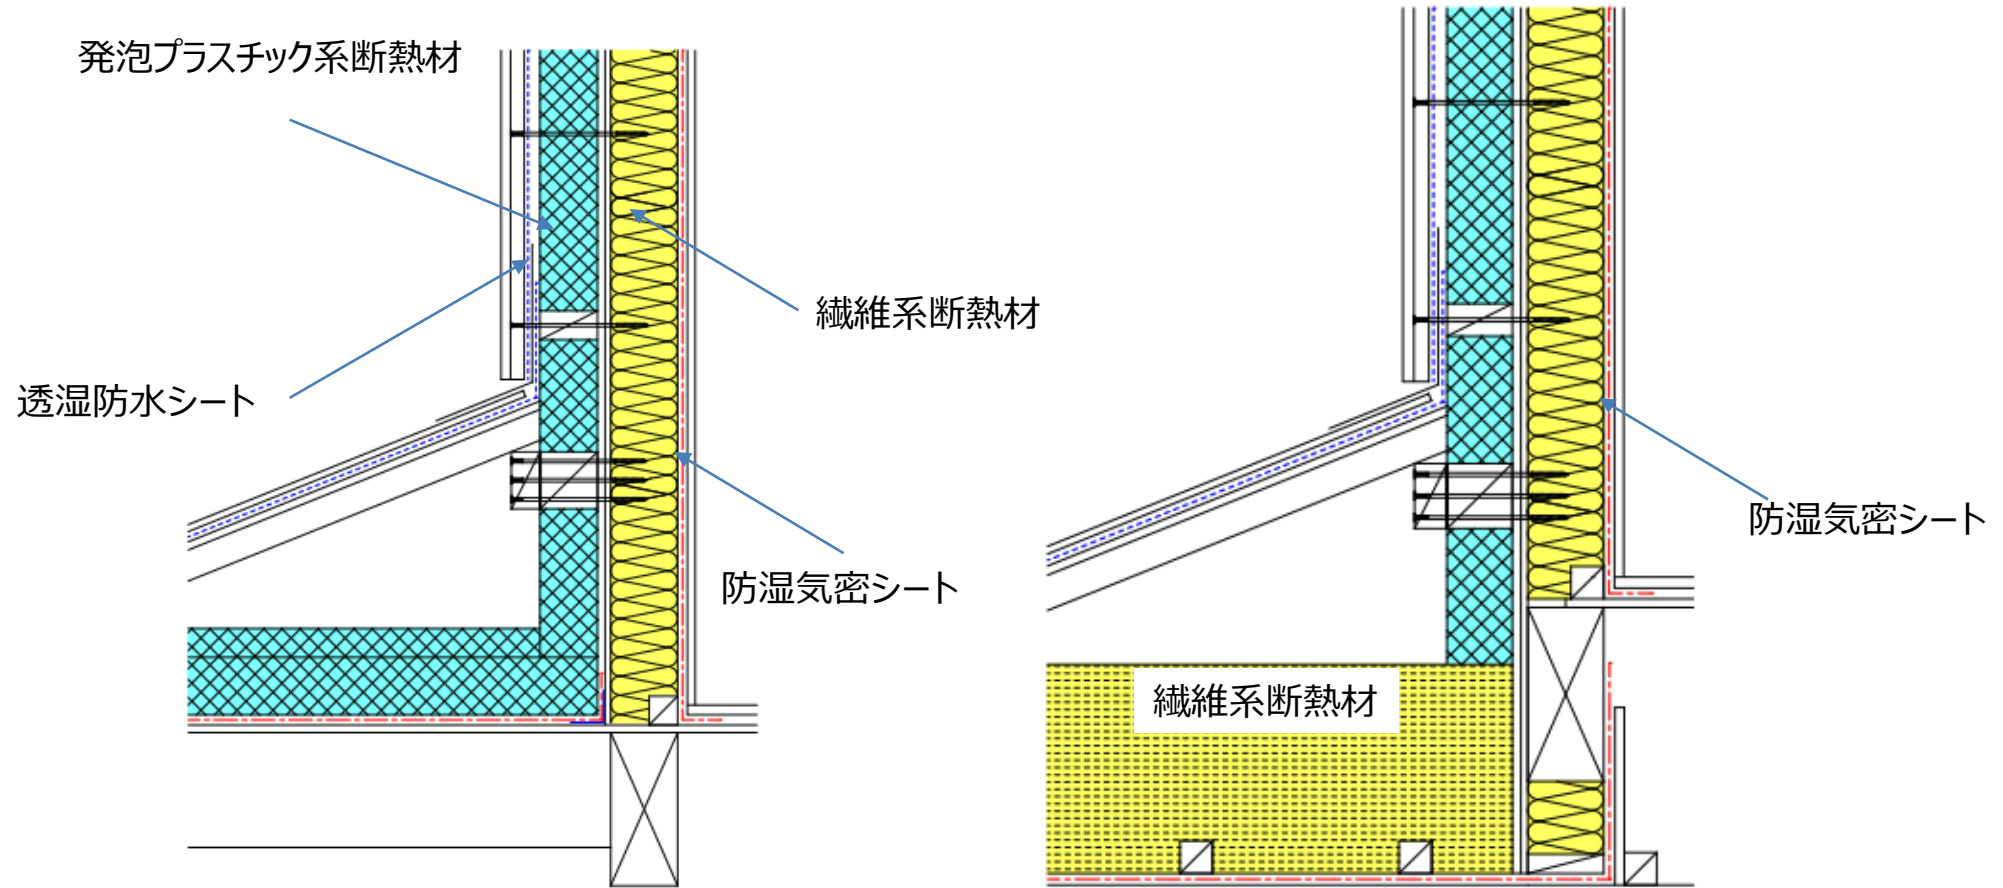 発泡プラスチック系断熱材
繊維系断熱材
透湿防水シート
防湿気密シート
防湿気密シート
繊維系断熱材